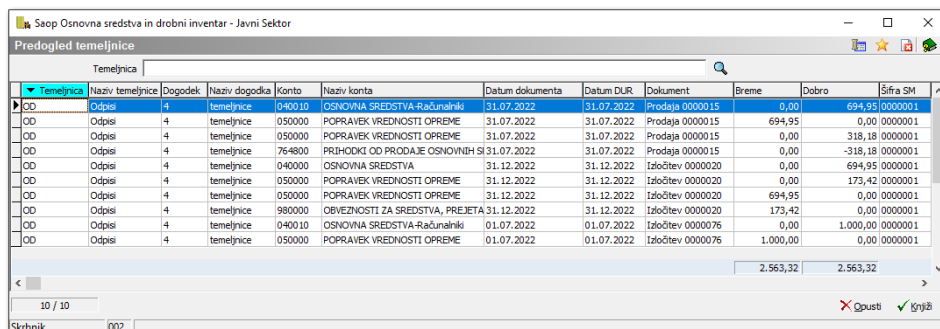 Saop Osnovna sredstva in drobni inventar - Javni Sektor
Predogled temeljnice
Temeljnica
Temeljnica Naziv temeljnice Dogodek Naziv dogodka Konto Naziv konta Datum dokumenta Datum DUR Dokument Breme Dobro Šifra SM
OD Odpisi 4 temeljnice 040010 OSNOVNA SREDSTVA-Računalniki 31.07.2022 31.07.2022 Prodaja 0000015 0,00 694,95 0000001
OD Odpisi 4 temeljnice 050000 POPRAVEK VREDNOSTI OPREME 31.07.2022 31.07.2022 Prodaja 0000015 694,95 0,00 0000001
OD Odpisi 4 temeljnice 050000 POPRAVEK VREDNOSTI OPREME 31.07.2022 31.07.2022 Prodaja 0000015 0,00 318,18 0000001
OD Odpisi 4 temeljnice 764800 PRIHODKI OD PRODAJE OSNOVNIH S 31.07.2022 31.07.2022 Prodaja 0000015 0,00 -318,18 0000001
OD Odpisi 4 temeljnice 040000 OSNOVNA SREDSTVA 31.12.2022 31.12.2022 Izločitev 0000020 0,00 694,95 0000001
OD Odpisi 4 temeljnice 050000 POPRAVEK VREDNOSTI OPREME 31.12.2022 31.12.2022 Izločitev 0000020 0,00 173,42 0000001
OD Odpisi 4 temeljnice 050000 POPRAVEK VREDNOSTI OPREME 31.12.2022 31.12.2022 Izločitev 0000020 694,95 0,00 0000001
OD Odpisi 4 temeljnice 980000 OBVEZNOSTI ZA SREDSTVA, PREJETA 31.12.2022 31.12.2022 Izločitev 0000020 173,42 0,00 0000001
OD Odpisi 4 temeljnice 040010 OSNOVNA SREDSTVA-Računalniki 01.07.2022 01.07.2022 Izločitev 0000076 0,00 1.000,00 0000001
OD Odpisi 4 temeljnice 050000 POPRAVEK VREDNOSTI OPREME 01.07.2022 01.07.2022 Izločitev 0000076 1.000,00 0,00 0000001
2.563,32 2.563,32
10 / 10 Opusti Knjiži
Skrbnik 002